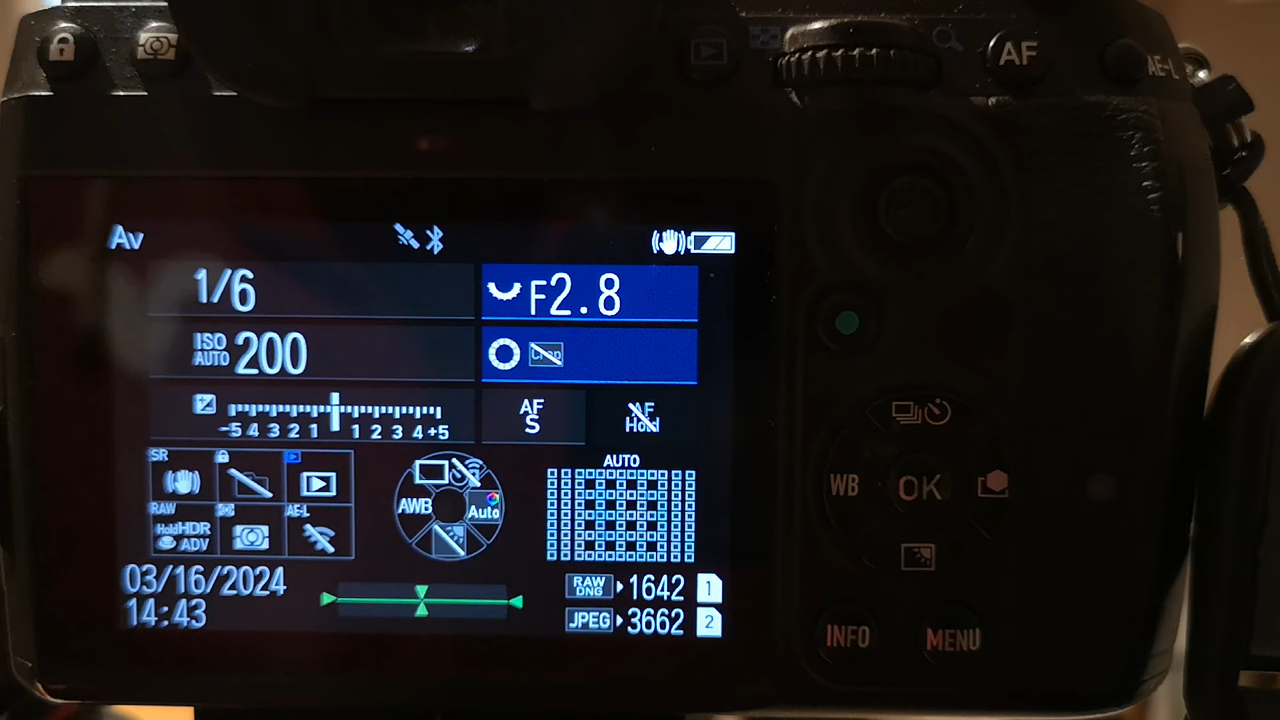 AF
AE-L
Av
1/6
F2.8
ISO AUTO 200
Crop
-5 4 3 2 1 1 2 3 4 +5
AF S
AF Hold
SR
RAW
AE-L
Hold HDR
ADV
AWB
Auto
AUTO
03/16/2024
14:43
RAW DNG 1642 1
JPEG 3662 2
WB
OK
INFO
MENU